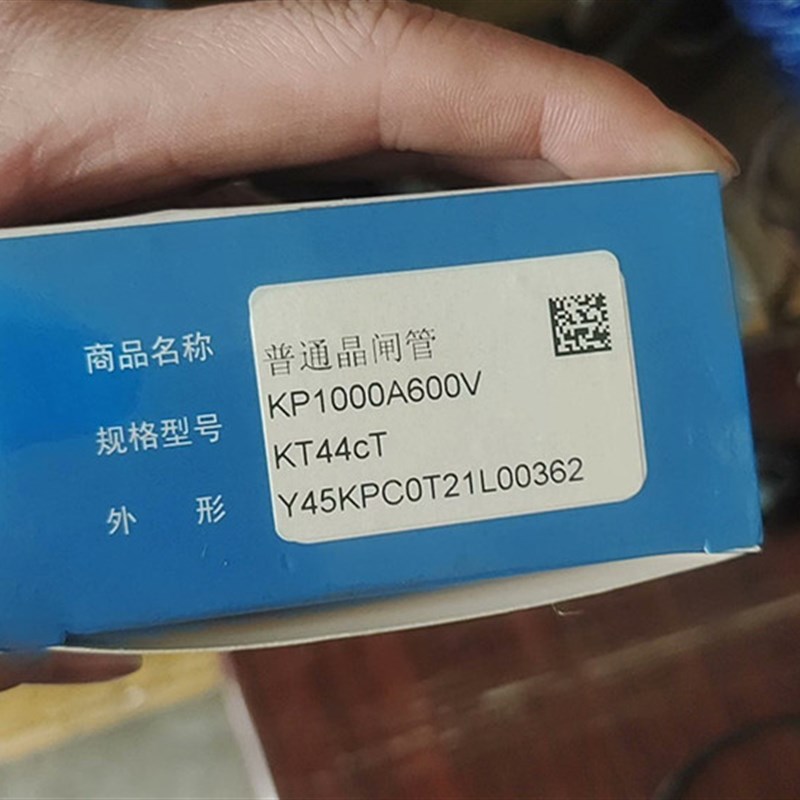 商品名称
普通晶闸管
KP1000A600V
规格型号
KT44cT
外 形
Y45KPC0T21L00362